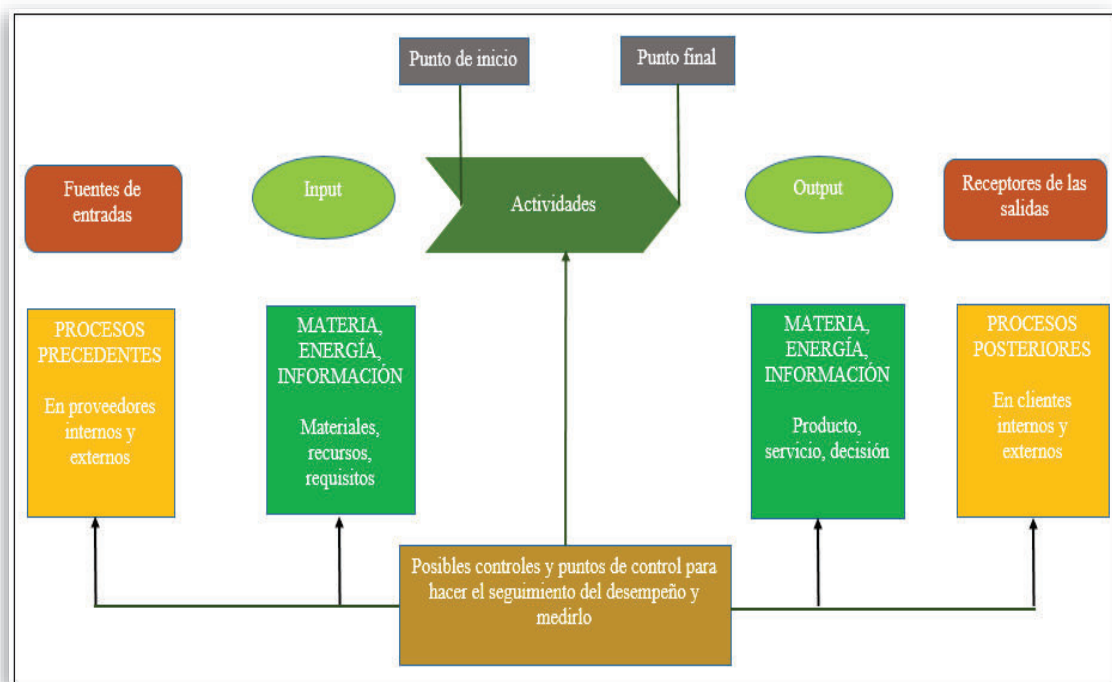 Punto de inicio
Punto final
Fuentes de
entradas
Input
Actividades
Output
Receptores de las
salidas
PROCESOS
PRECEDENTES
En proveedores
internos y
externos
MATERIA,
ENERGÍA,
INFORMACIÓN
Materiales,
recursos,
requisitos
MATERIA,
ENERGÍA,
INFORMACIÓN
Producto,
servicio, decisión
PROCESOS
POSTERIORES
En clientes
internos y
externos
Posibles controles y puntos de control para
hacer el seguimiento del desempeño y
medirlo